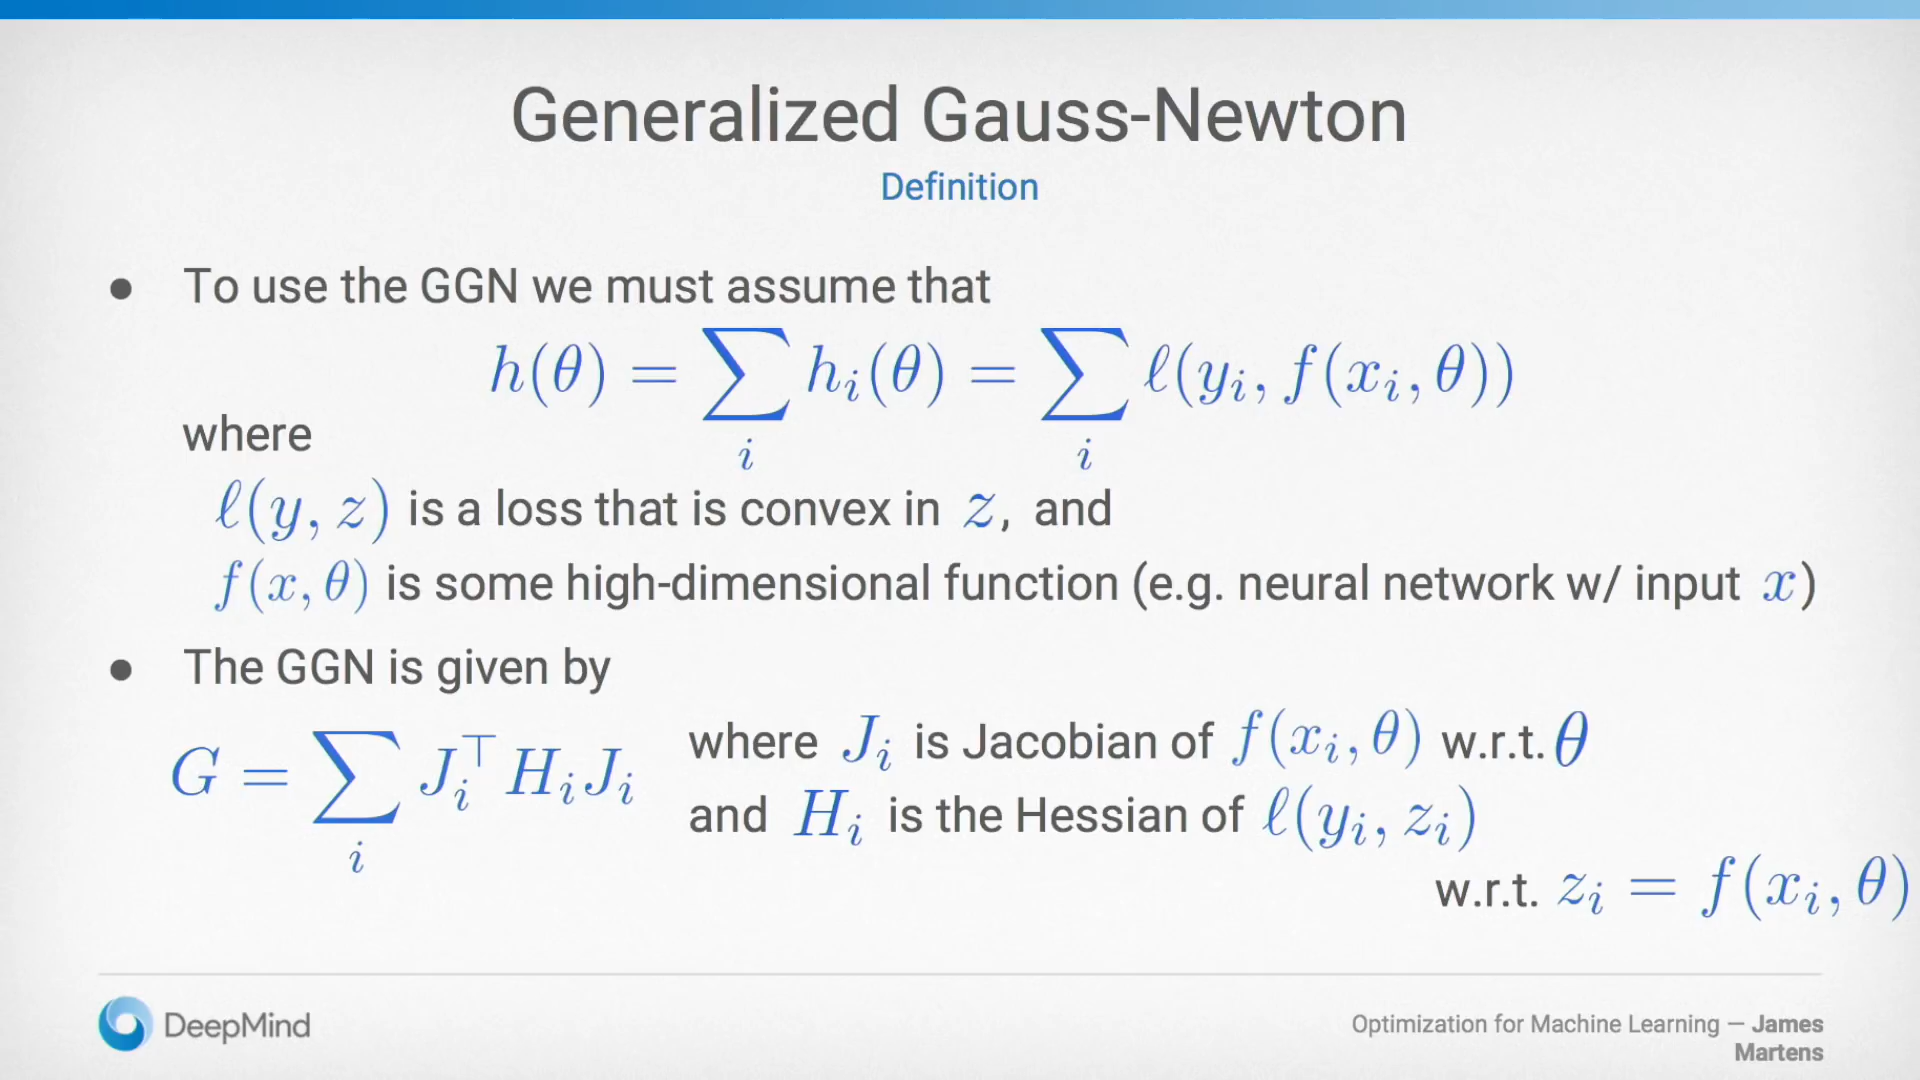 Generalized Gauss-Newton
Definition
● To use the GGN we must assume that
h(θ) = ∑_i h_i(θ) = ∑_i ℓ(y_i, f(x_i, θ))
where
ℓ(y, z) is a loss that is convex in z, and
f(x, θ) is some high-dimensional function (e.g. neural network w/ input x)
● The GGN is given by
G = ∑_i J_i^⊤ H_i J_i
where J_i is Jacobian of f(x_i, θ) w.r.t. θ
and H_i is the Hessian of ℓ(y_i, z_i)
w.r.t. z_i = f(x_i, θ)
DeepMind
Optimization for Machine Learning — James
Martens